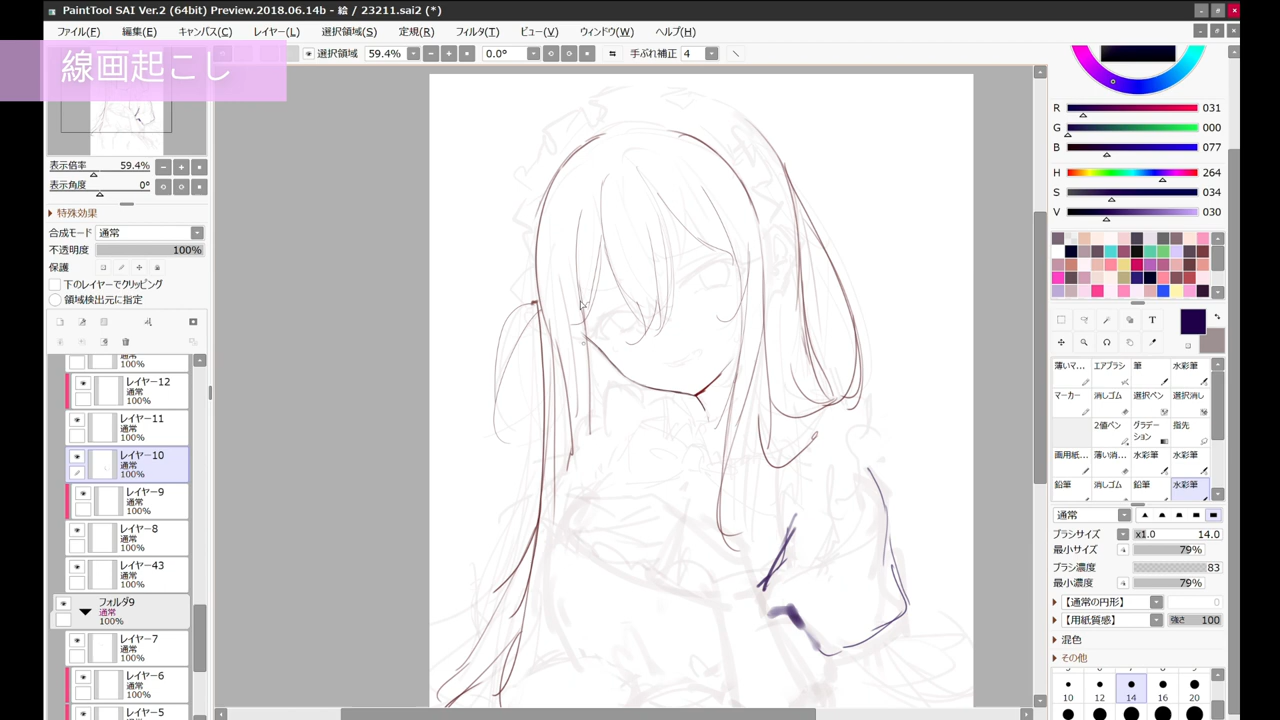 PaintTool SAI Ver.2 (64bit) Preview.2018.06.14b - 絵 / 23211.sai2 (*)
ファイル(F) 編集(E) キャンバス(C) レイヤー(L) 選択領域(S) 定規(R) フィルタ(T) ビュー(V) ウィンドウ(W) ヘルプ(H)
選択領域 59.4% 0.0° 手ぶれ補正 4
線画起こし
表示倍率 59.4%
表示角度 0°
特殊効果
合成モード 通常
不透明度 100%
保護
下のレイヤーでクリッピング
領域検出元に指定
100%
レイヤー12
通常
100%
レイヤー11
通常
100%
レイヤー10
通常
100%
レイヤー9
通常
100%
レイヤー8
通常
100%
レイヤー43
通常
100%
フォルダ9
通常
100%
レイヤー7
通常
100%
レイヤー6
通常
100%
レイヤー5
通常
R 031
G 000
B 077
H 264
S 034
V 030
T
薄いマ... エアブラシ 筆 水彩筆
マーカー 消しゴム 選択ペン 選択消し
2値ペン グラデーション 指先
画用紙... 薄い消... 水彩筆 水彩筆
鉛筆 消しゴム 鉛筆 水彩筆
通常
ブラシサイズ x1.0 14.0
最小サイズ 79%
ブラシ濃度 83
最小濃度 79%
【通常の円形】 0
【用紙質感】 強さ 100
混色
その他
10 12 14 16 20